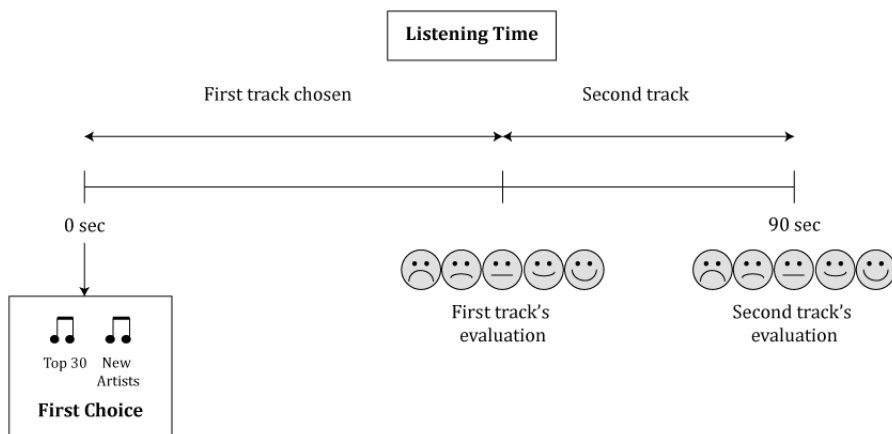 Listening Time
First track chosen
Second track
0 sec
90 sec
First track's
evaluation
Second track's
evaluation
Top 30
New
Artists
First Choice